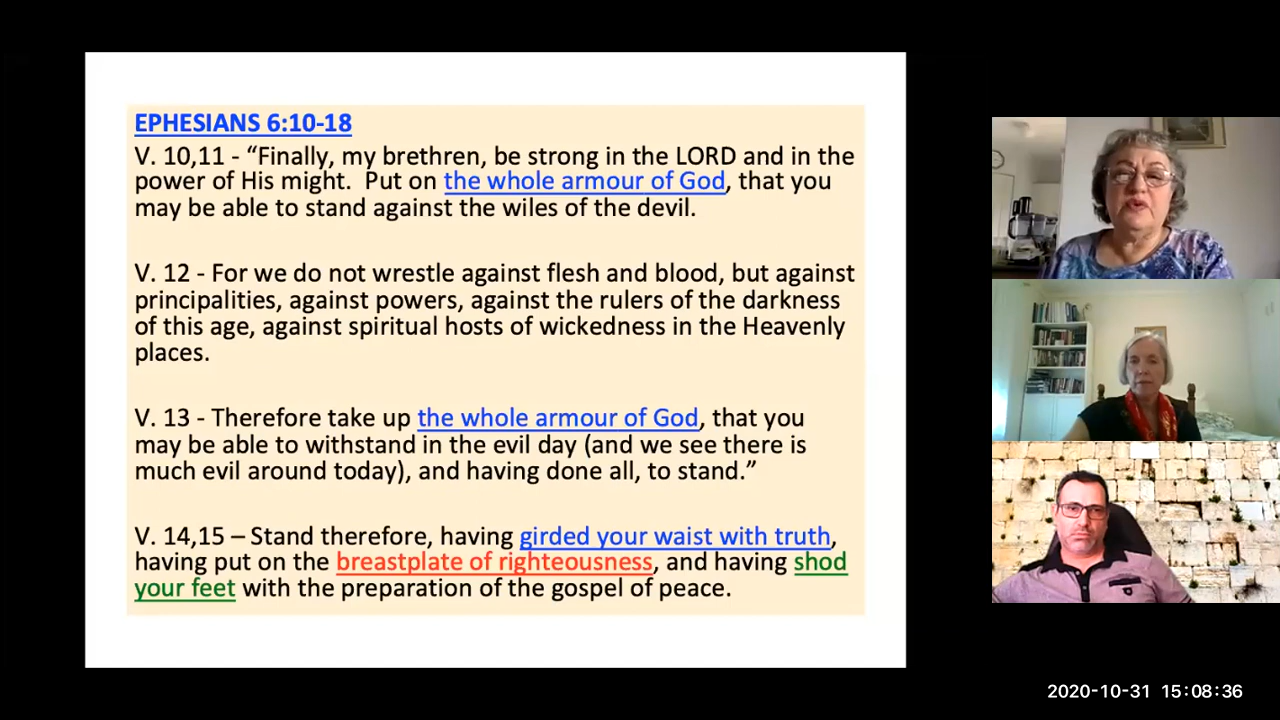 EPHESIANS 6:10-18
V. 10,11 - “Finally, my brethren, be strong in the LORD and in the
power of His might.  Put on the whole armour of God, that you
may be able to stand against the wiles of the devil.
V. 12 - For we do not wrestle against flesh and blood, but against
principalities, against powers, against the rulers of the darkness
of this age, against spiritual hosts of wickedness in the Heavenly
places.
V. 13 - Therefore take up the whole armour of God, that you
may be able to withstand in the evil day (and we see there is
much evil around today), and having done all, to stand.”
V. 14,15 – Stand therefore, having girded your waist with truth,
having put on the breastplate of righteousness, and having shod
your feet with the preparation of the gospel of peace.
2020-10-31 15:08:36